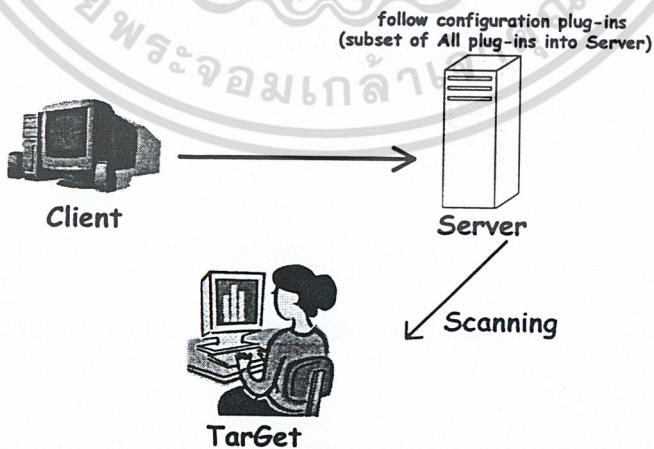 follow configuration plug-ins
(subset of All plug-ins into Server)
Client
Server
Scanning
TarGet